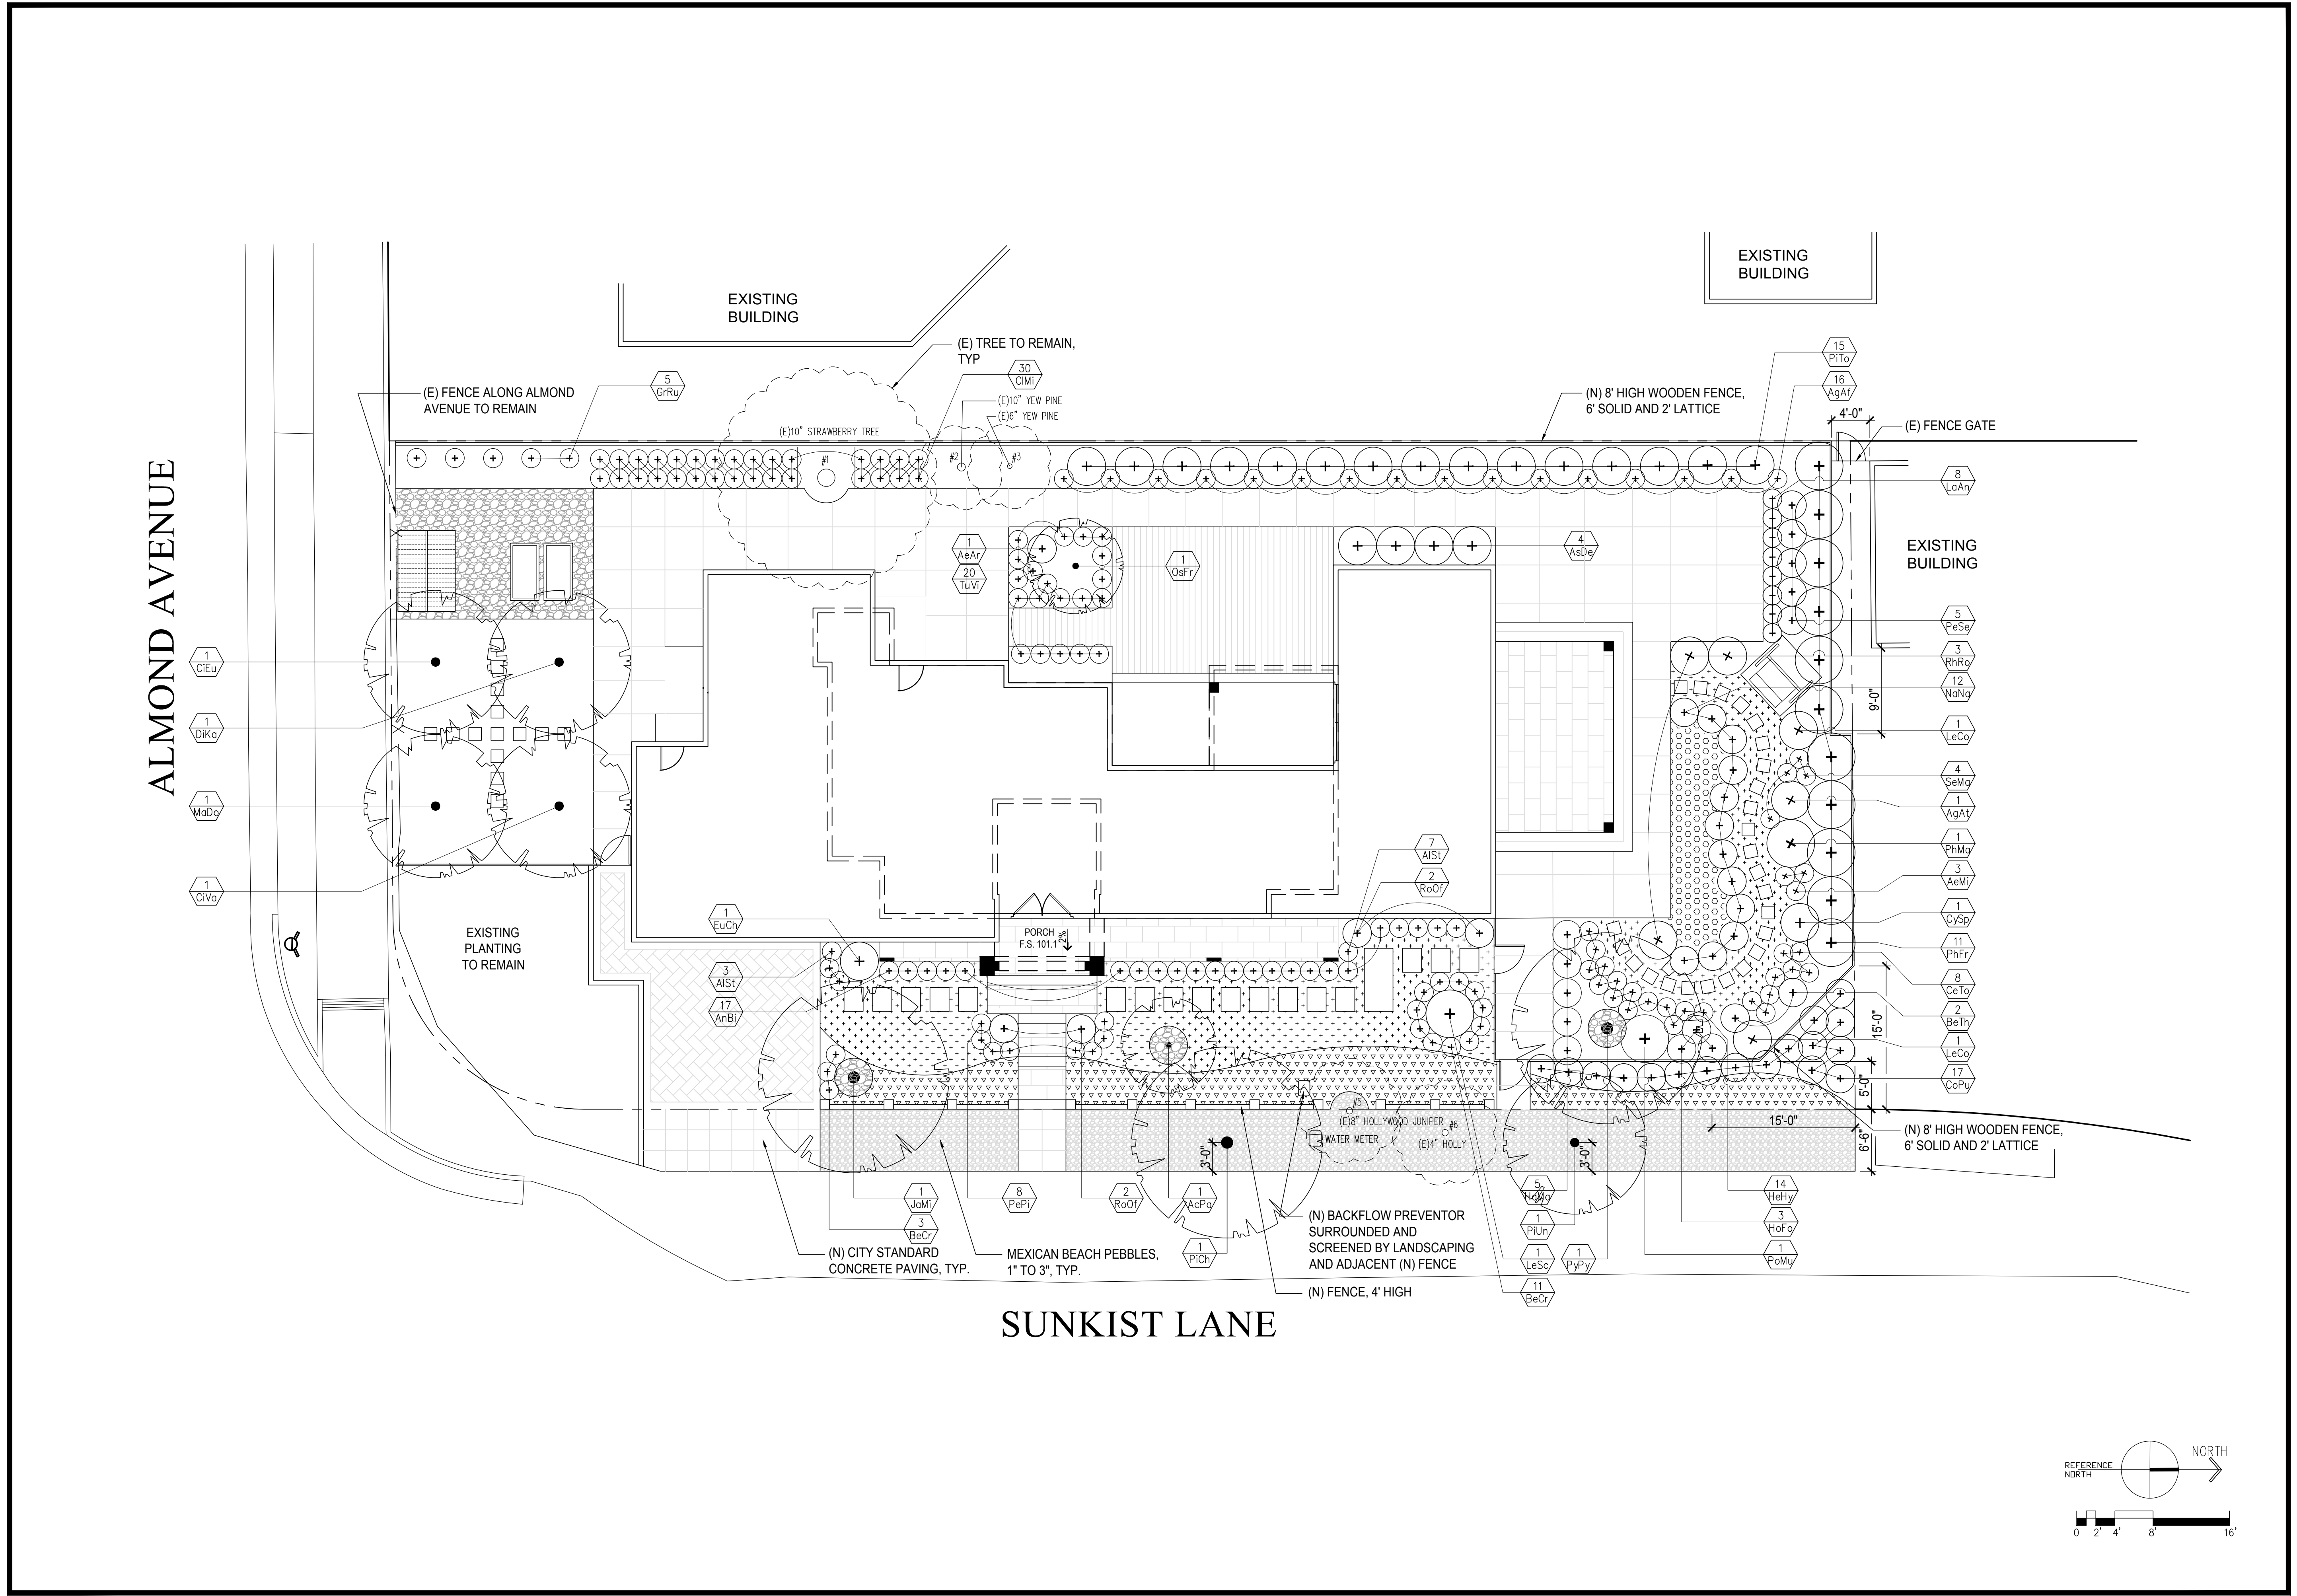 EXISTING
BUILDING
EXISTING
BUILDING
(E) TREE TO REMAIN,
TYP
15
PiTo
30
ClMi
5
GrRu
16
AgAf
(E) FENCE ALONG ALMOND
AVENUE TO REMAIN
(E)10" YEW PINE
(E)6" YEW PINE
(N) 8' HIGH WOODEN FENCE,
6' SOLID AND 2' LATTICE
4'-0"
(E) FENCE GATE
(E)10" STRAWBERRY TREE
#1
#2
#3
8
LaAn
ALMOND AVENUE
1
AeAr
20
TuVi
1
OsFr
4
AsDe
EXISTING
BUILDING
5
PeSe
3
RhRo
12
NaNa
9'-0"
1
LeCo
4
SeMa
1
AgAt
1
PhMa
3
AeMi
1
CySp
11
PhFr
8
CeTo
2
BeTh
1
LeCo
17
CoPu
1
CiEu
1
DiKa
1
MaDo
1
CiVa
7
AlSt
2
RoOf
1
EuCh
3
AlSt
17
AnBi
PORCH
F.S. 101.1
2%
EXISTING
PLANTING
TO REMAIN
15'-0"
5'-0"
15'-0"
6'-6"
#5
(E)8" HOLLYWOOD JUNIPER
#6
WATER METER
(E)4" HOLLY
3'-0"
3'-0"
(N) 8' HIGH WOODEN FENCE,
6' SOLID AND 2' LATTICE
1
JaMi
3
BeCr
8
PePi
2
RoOf
1
AcPa
1
PiCh
5
HaMa
1
PiUn
1
LeSc
1
PyPy
11
BeCr
14
HeHy
3
HoFo
1
PoMu
(N) CITY STANDARD
CONCRETE PAVING, TYP.
MEXICAN BEACH PEBBLES,
1" TO 3", TYP.
(N) BACKFLOW PREVENTOR
SURROUNDED AND
SCREENED BY LANDSCAPING
AND ADJACENT (N) FENCE
(N) FENCE, 4' HIGH
SUNKIST LANE
REFERENCE
NORTH
NORTH
0 2' 4' 8' 16'